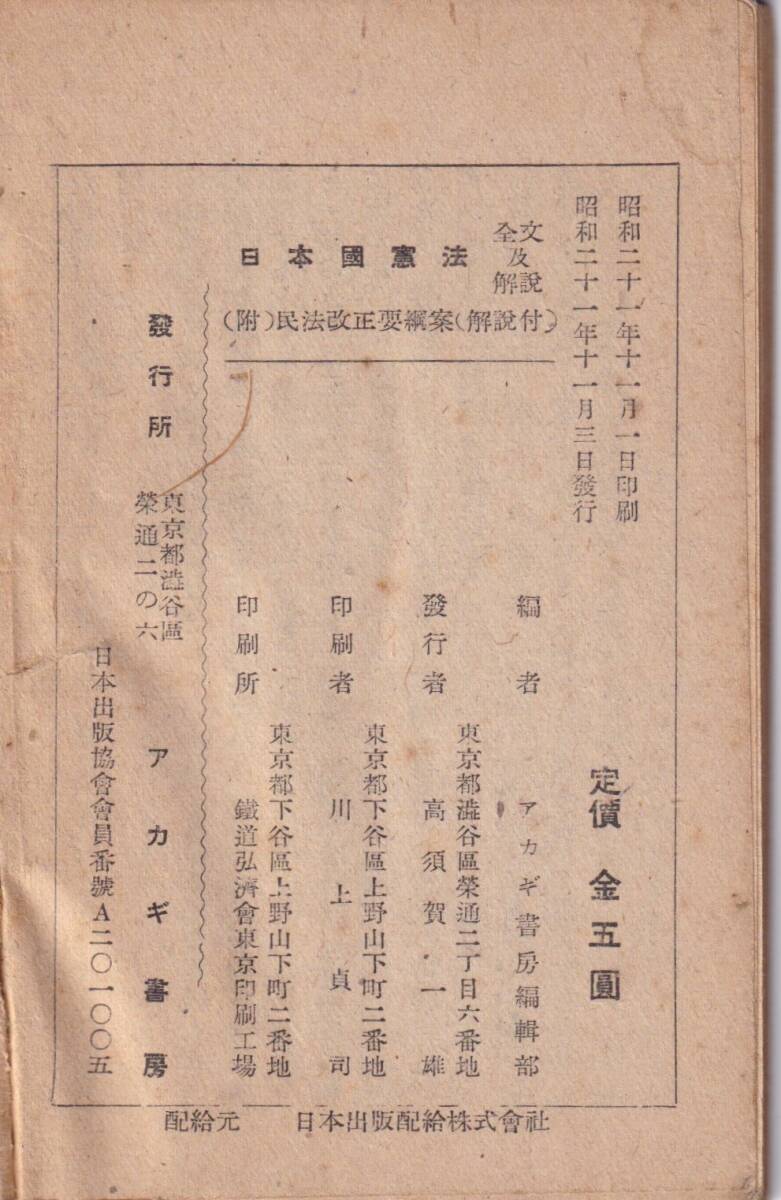 昭和二十一年十一月一日印刷
昭和二十一年十一月三日發行
定價 金五圓
日本國憲法 全文及解說
(附)民法改正要綱案(解說付)
編者 アカギ書房編輯部
東京都澁谷區榮通二丁目六番地
發行者 高須賀一雄
東京都下谷區上野山下町二番地
印刷者 川上貞司
東京都下谷區上野山下町二番地
印刷所 鐵道弘濟會東京印刷工場
發行所 東京都澁谷區榮通二の六 アカギ書房
日本出版協會會員番號A二〇一〇〇五
配給元 日本出版配給株式會社